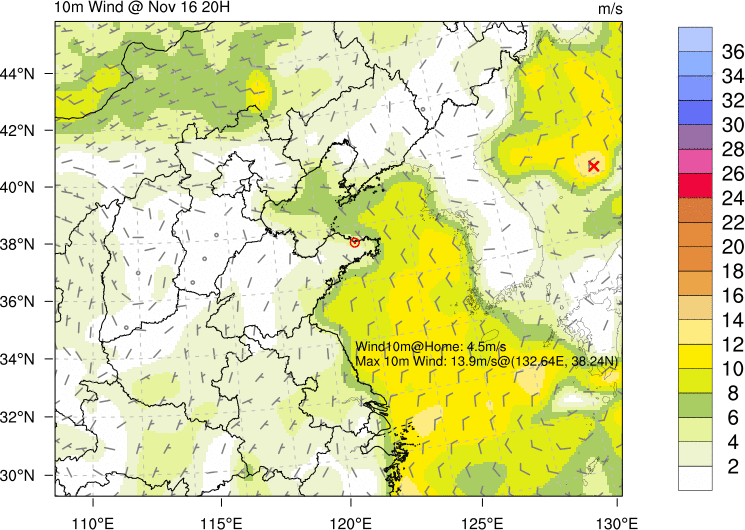 10m Wind @ Nov 16 20H
m/s
44°N
42°N
40°N
38°N
36°N
34°N
32°N
30°N
110°E
115°E
120°E
125°E
130°E
Wind10m@Home: 4.5m/s
Max 10m Wind: 13.9m/s@(132.64E, 38.24N)
36
34
32
30
28
26
24
22
20
18
16
14
12
10
8
6
4
2